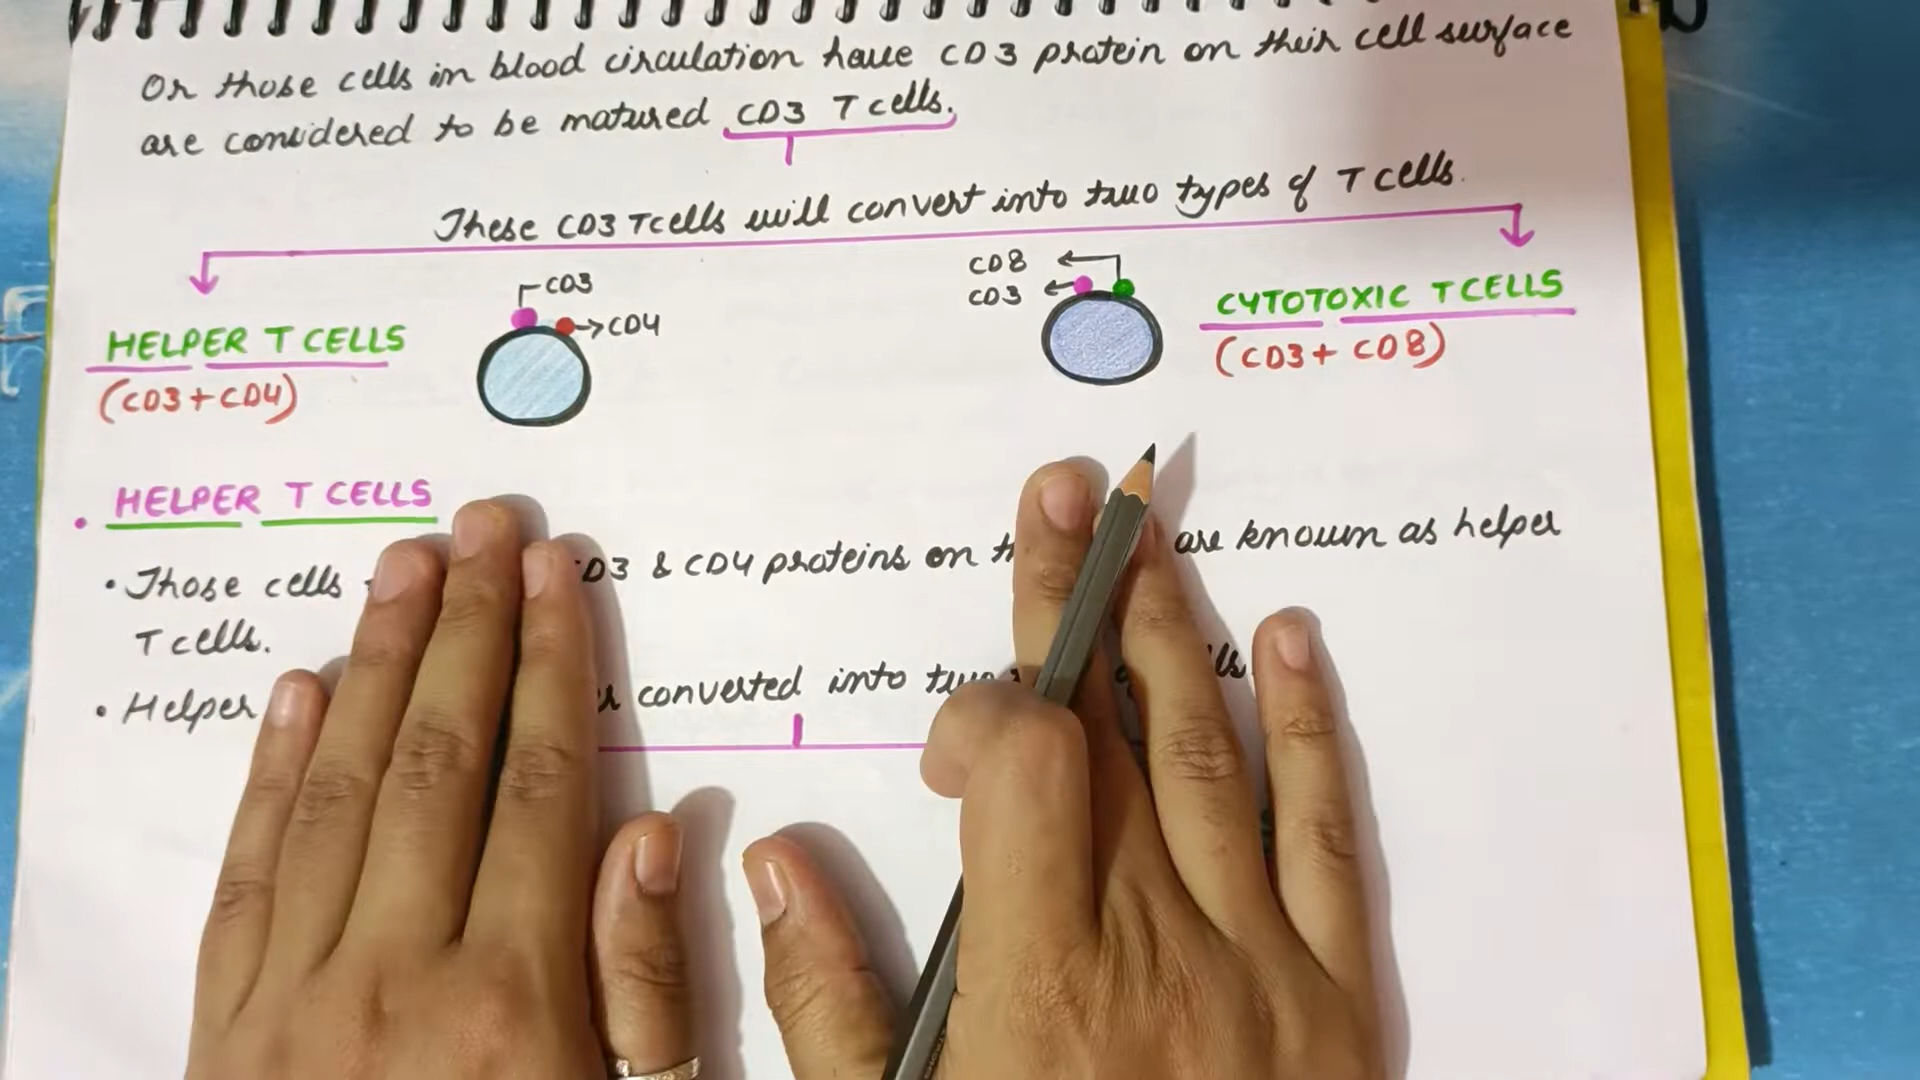 Or those cells in blood circulation have CD3 protein on their cell surface
are considered to be matured CD3 T cells.
These CD3 T cells will convert into two types of T cells.
HELPER T CELLS
(CD3+CD4)
CD3
CD4
CD8
CD3
CYTOTOXIC T CELLS
(CD3+ CD8)
HELPER T CELLS
• Those cells CD3 & CD4 proteins on are known as helper
T cells.
• Helper converted into two